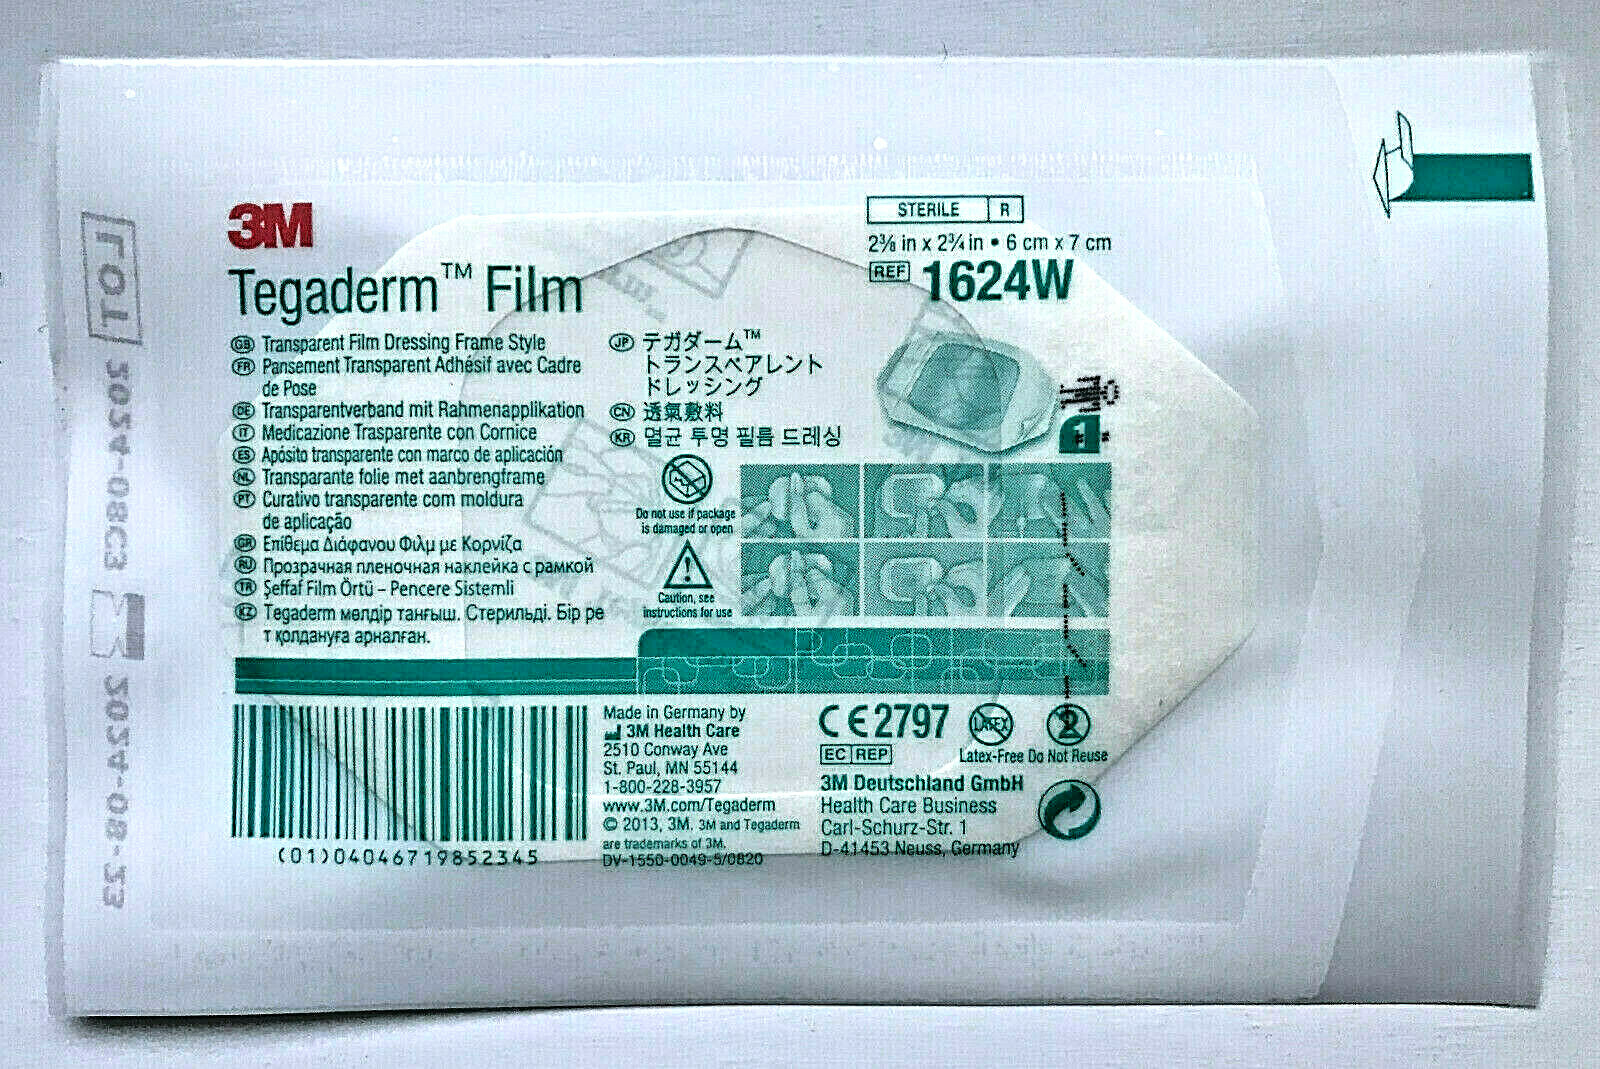 3M
Tegaderm™ Film
GB Transparent Film Dressing Frame Style
FR Pansement Transparent Adhésif avec Cadre
de Pose
DE Transparentverband mit Rahmenapplikation
IT Medicazione Trasparente con Cornice
ES Apósito transparente con marco de aplicación
NL Transparante folie met aanbrengframe
PT Curativo transparente com moldura
de aplicação
GR Επίθεμα Διάφανου Φιλμ με Κορνίζα
RU Прозрачная пленочная наклейка с рамкой
TR Şeffaf Film Örtü – Pencere Sistemli
KZ Tegaderm мөлдір таңғыш. Стерильді. Бір ре
т қолдануға арналған.
JP テガダーム™
トランスペアレント
ドレッシング
CN 透氣敷料
KR 멸균 투명 필름 드레싱
STERILE R
2⅜ in x 2¾ in • 6 cm x 7 cm
REF 1624W
Do not use if package
is damaged or open
Caution, see
instructions for use
1
(01)04046719852345
Made in Germany by
3M Health Care
2510 Conway Ave
St. Paul, MN 55144
1-800-228-3957
www.3M.com/Tegaderm
© 2013, 3M. 3M and Tegaderm
are trademarks of 3M.
DV-1550-0049-5/0820
CE2797
LATEX
2
Latex-Free Do Not Reuse
EC REP
3M Deutschland GmbH
Health Care Business
Carl-Schurz-Str. 1
D-41453 Neuss, Germany
LOT 2024-08C3 2024-08-23